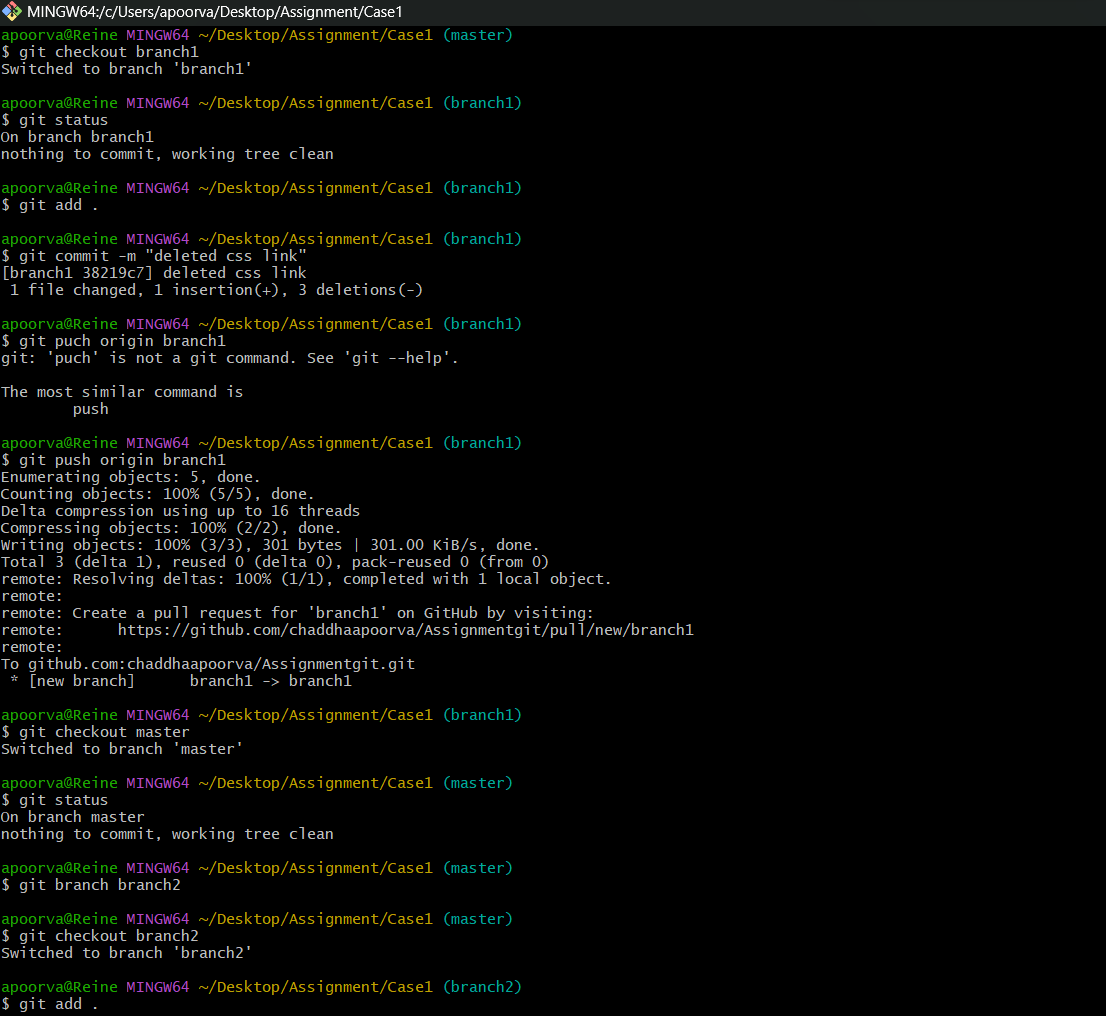 MINGW64:/c/Users/apoorva/Desktop/Assignment/Case1
apoorva@Reine MINGW64 ~/Desktop/Assignment/Case1 (master)
$ git checkout branch1
Switched to branch 'branch1'

apoorva@Reine MINGW64 ~/Desktop/Assignment/Case1 (branch1)
$ git status
On branch branch1
nothing to commit, working tree clean

apoorva@Reine MINGW64 ~/Desktop/Assignment/Case1 (branch1)
$ git add .

apoorva@Reine MINGW64 ~/Desktop/Assignment/Case1 (branch1)
$ git commit -m "deleted css link"
[branch1 38219c7] deleted css link
 1 file changed, 1 insertion(+), 3 deletions(-)

apoorva@Reine MINGW64 ~/Desktop/Assignment/Case1 (branch1)
$ git puch origin branch1
git: 'puch' is not a git command. See 'git --help'.

The most similar command is
        push

apoorva@Reine MINGW64 ~/Desktop/Assignment/Case1 (branch1)
$ git push origin branch1
Enumerating objects: 5, done.
Counting objects: 100% (5/5), done.
Delta compression using up to 16 threads
Compressing objects: 100% (2/2), done.
Writing objects: 100% (3/3), 301 bytes | 301.00 KiB/s, done.
Total 3 (delta 1), reused 0 (delta 0), pack-reused 0 (from 0)
remote: Resolving deltas: 100% (1/1), completed with 1 local object.
remote:
remote: Create a pull request for 'branch1' on GitHub by visiting:
remote:      https://github.com/chaddhaapoorva/Assignmentgit/pull/new/branch1
remote:
To github.com:chaddhaapoorva/Assignmentgit.git
 * [new branch]      branch1 -> branch1

apoorva@Reine MINGW64 ~/Desktop/Assignment/Case1 (branch1)
$ git checkout master
Switched to branch 'master'

apoorva@Reine MINGW64 ~/Desktop/Assignment/Case1 (master)
$ git status
On branch master
nothing to commit, working tree clean

apoorva@Reine MINGW64 ~/Desktop/Assignment/Case1 (master)
$ git branch branch2

apoorva@Reine MINGW64 ~/Desktop/Assignment/Case1 (master)
$ git checkout branch2
Switched to branch 'branch2'

apoorva@Reine MINGW64 ~/Desktop/Assignment/Case1 (branch2)
$ git add .